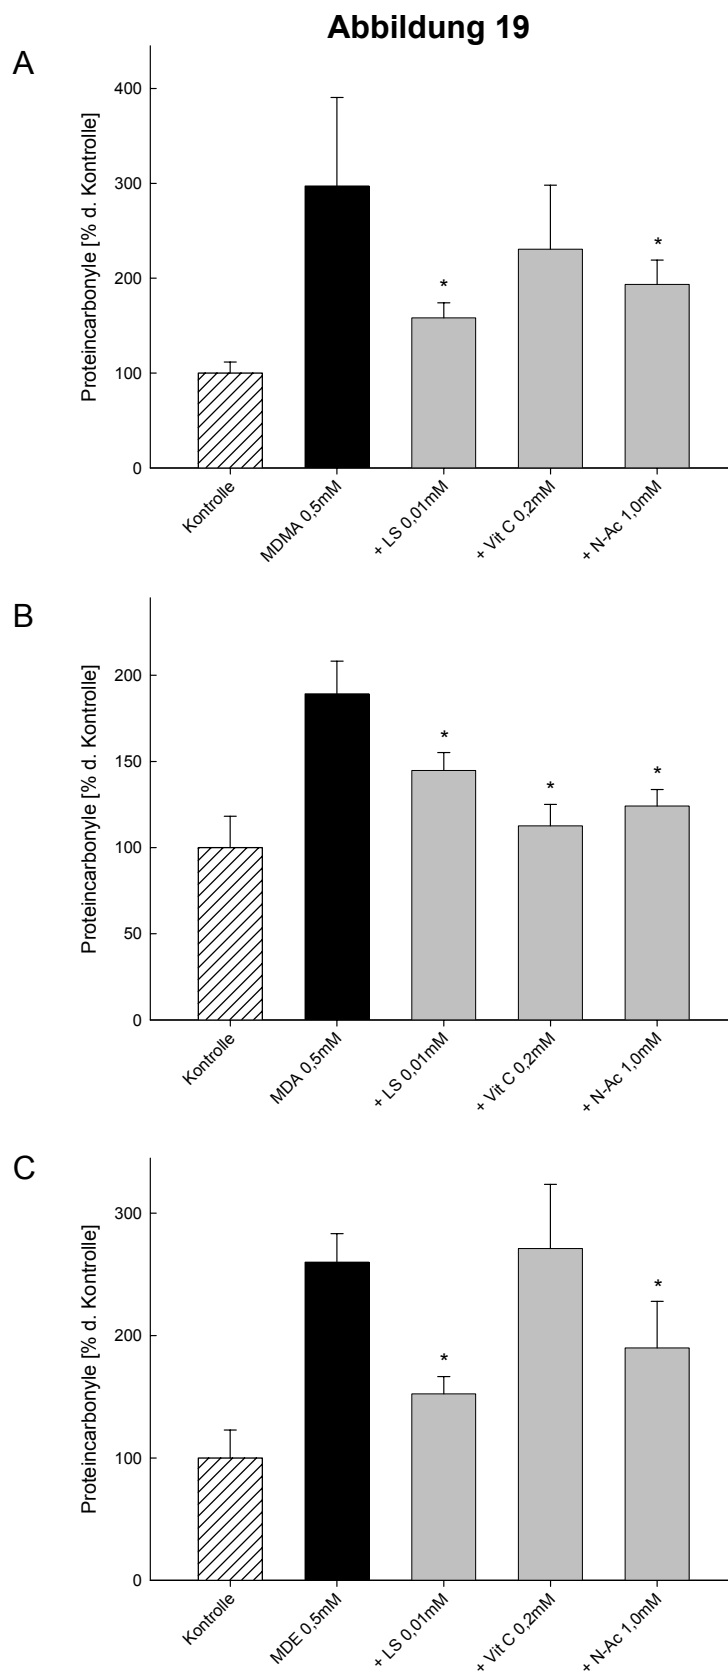 Abbildung 19
A
Proteincarbonyle [% d. Kontrolle]
400
300
200
100
0
*
*
Kontrolle
MDMA 0,5mM
+ LS 0,01mM
+ Vit C 0,2mM
+ N-Ac 1,0mM
B
Proteincarbonyle [% d. Kontrolle]
200
150
100
50
0
*
*
*
Kontrolle
MDA 0,5mM
+ LS 0,01mM
+ Vit C 0,2mM
+ N-Ac 1,0mM
C
Proteincarbonyle [% d. Kontrolle]
300
200
100
0
*
*
Kontrolle
MDE 0,5mM
+ LS 0,01mM
+ Vit C 0,2mM
+ N-Ac 1,0mM